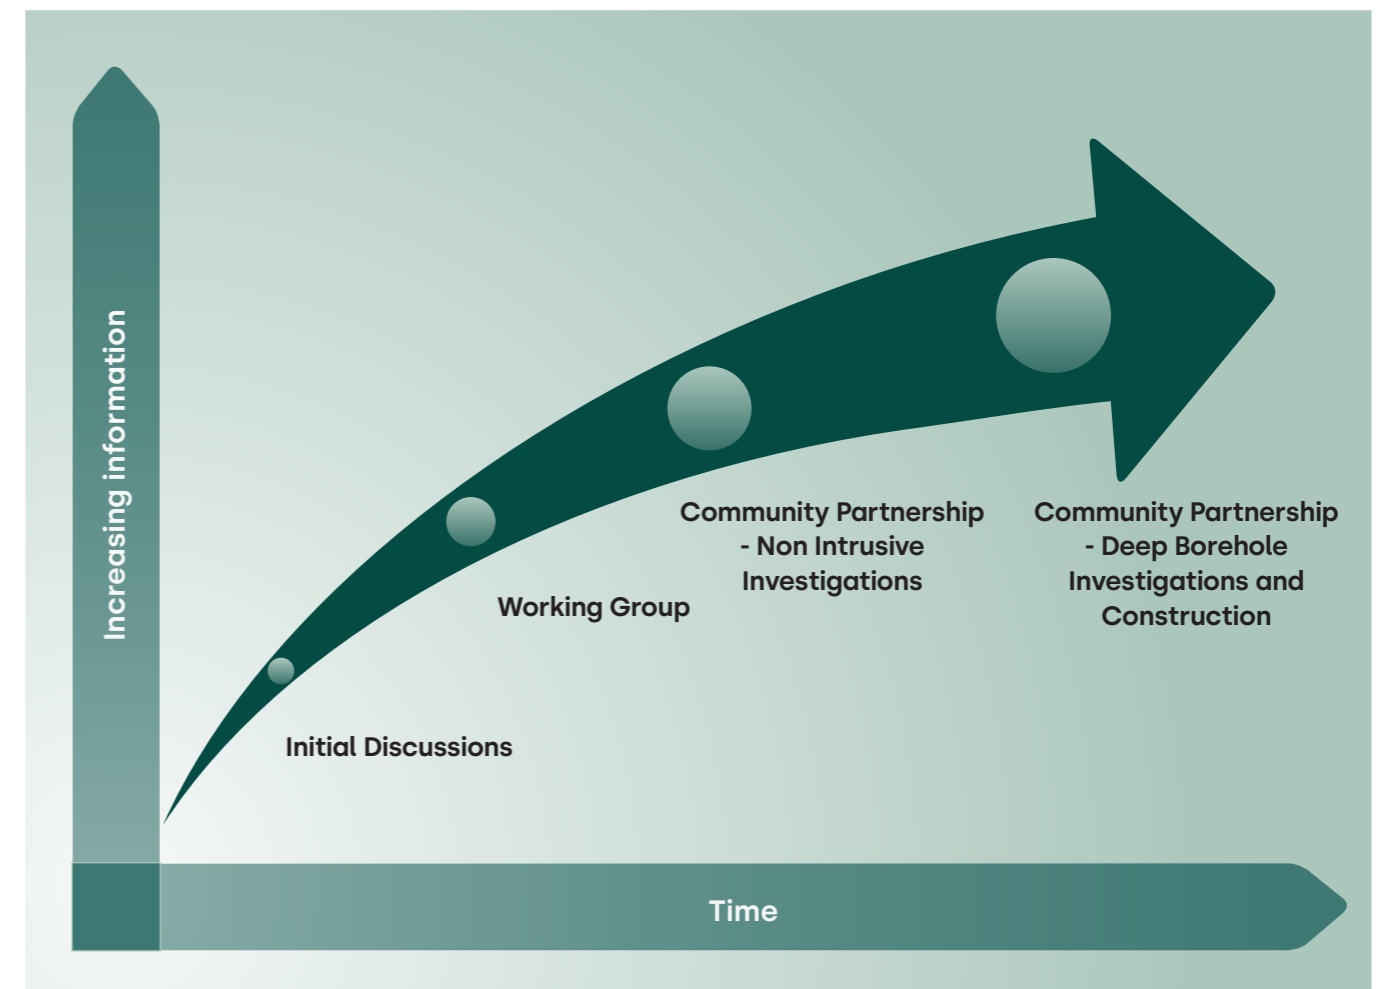 Increasing information
Community Partnership
- Non Intrusive
Investigations
Community Partnership
- Deep Borehole
Investigations and
Construction
Working Group
Initial Discussions
Time